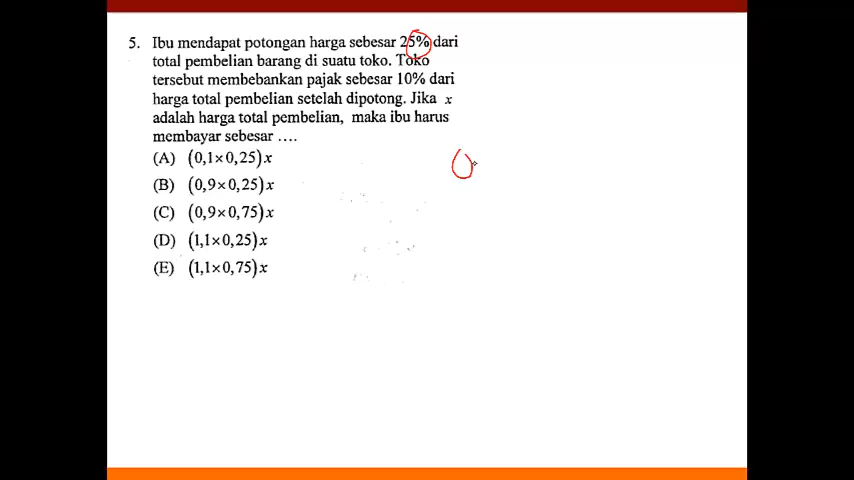 5. Ibu mendapat potongan harga sebesar 25% dari
total pembelian barang di suatu toko. Toko
tersebut membebankan pajak sebesar 10% dari
harga total pembelian setelah dipotong. Jika x
adalah harga total pembelian, maka ibu harus
membayar sebesar ....
(A) (0,1×0,25)x
(B) (0,9×0,25)x
(C) (0,9×0,75)x
(D) (1,1×0,25)x
(E) (1,1×0,75)x